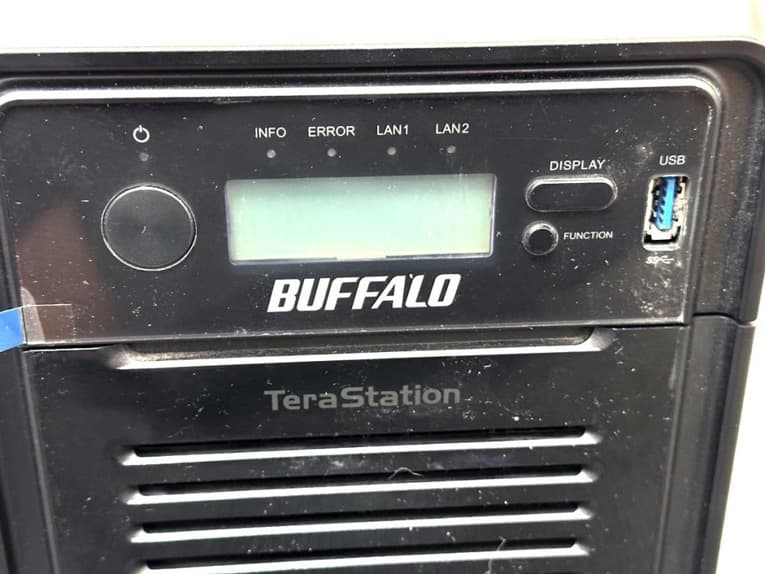 INFO ERROR LAN1 LAN2
DISPLAY
USB
FUNCTION
BUFFALO
TeraStation